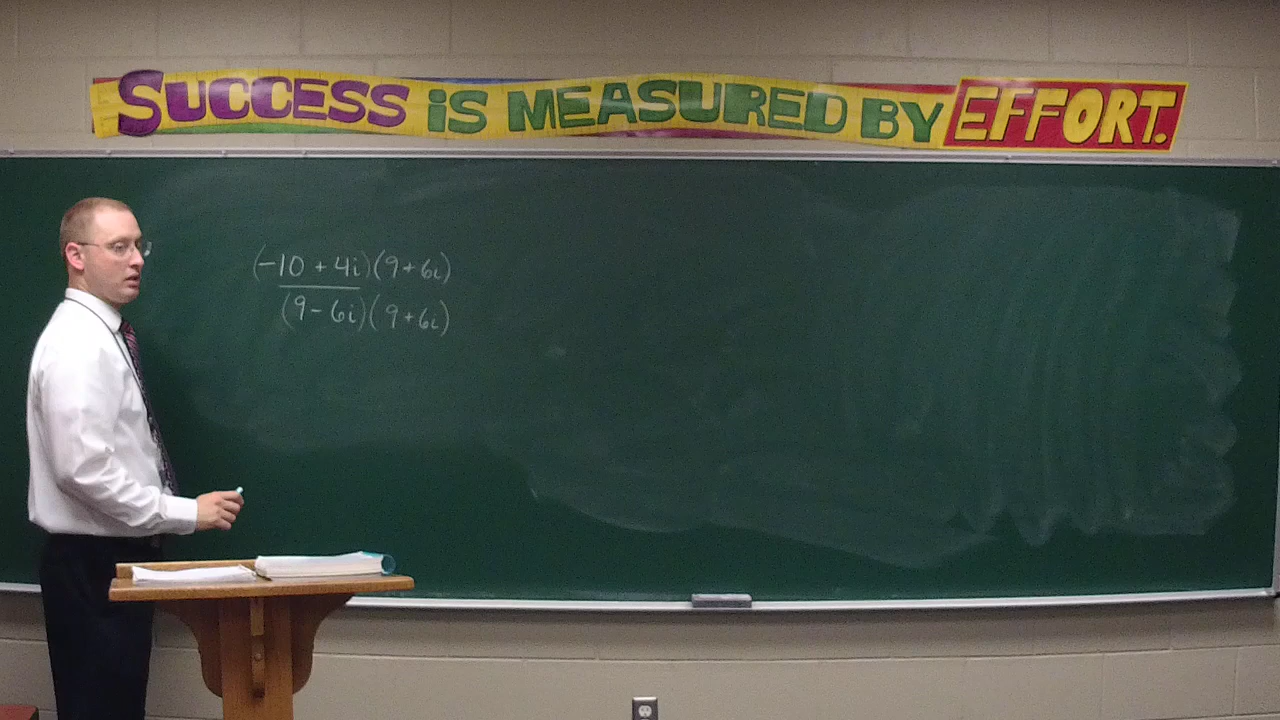 SUCCESS iS MEASURED BY EFFORT.
(-10 + 4i)(9+6i)
(9- 6i)(9+6i)